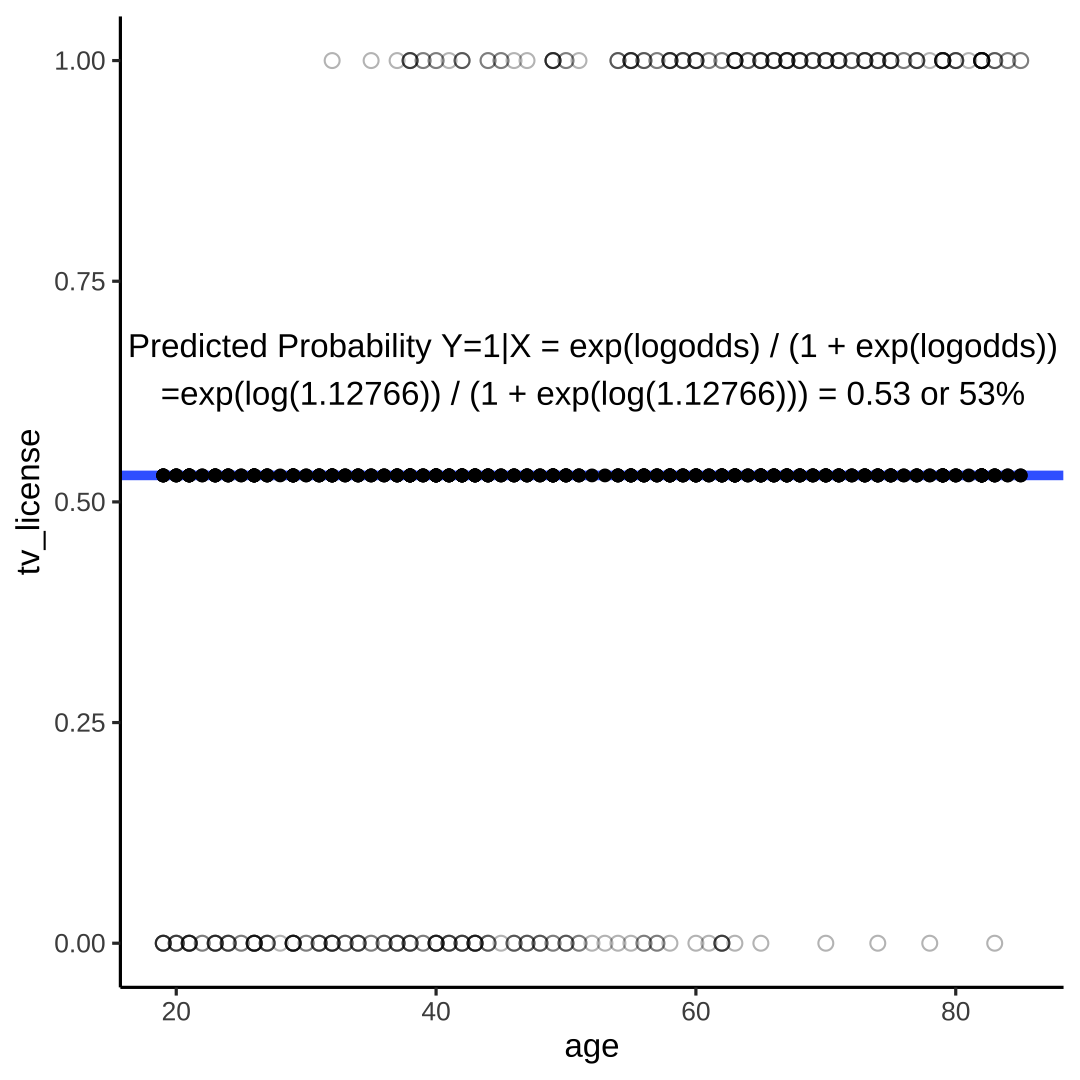 1.00
0.75
Predicted Probability Y=1|X = exp(logodds) / (1 + exp(logodds))
=exp(log(1.12766)) / (1 + exp(log(1.12766))) = 0.53 or 53%
tv_license
0.50
0.25
0.00
20 40 60 80
age